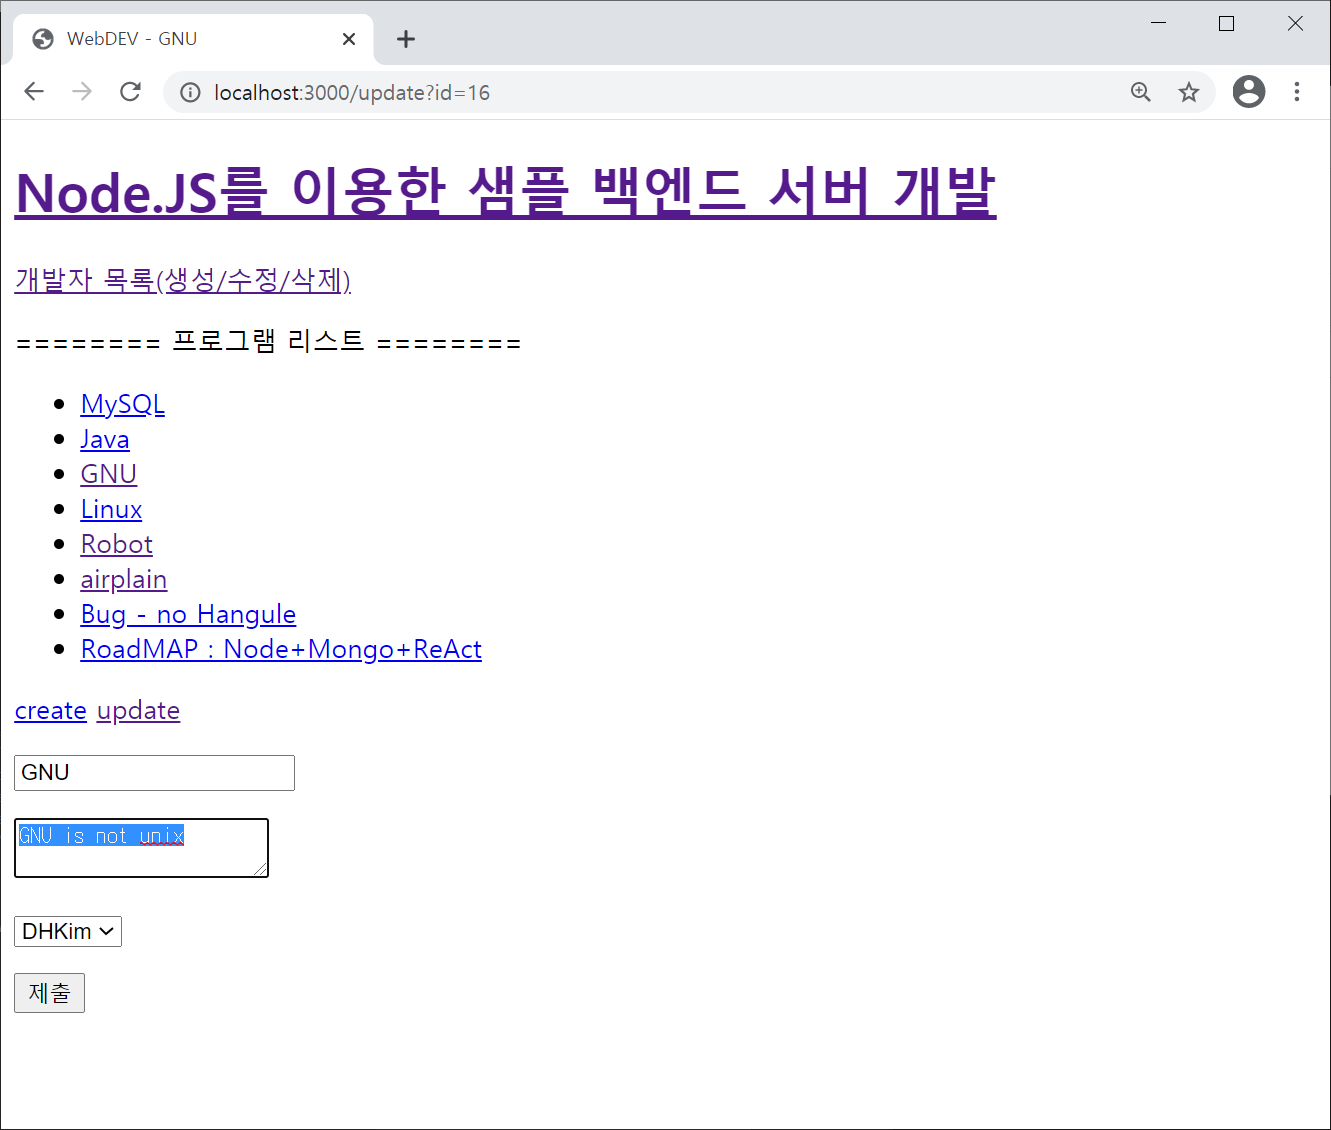 WebDEV - GNU
localhost:3000/update?id=16
Node.JS를 이용한 샘플 백엔드 서버 개발
개발자 목록(생성/수정/삭제)
======== 프로그램 리스트 ========
MySQL
Java
GNU
Linux
Robot
airplain
Bug - no Hangule
RoadMAP : Node+Mongo+ReAct
create update
GNU
GNU is not unix
DHKim
제출